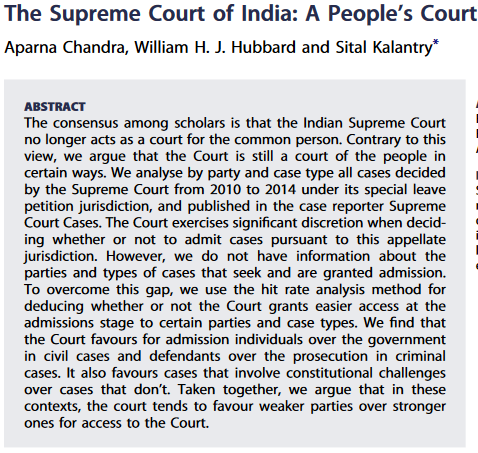 The Supreme Court of India: A People's Court
Aparna Chandra, William H. J. Hubbard and Sital Kalantry*
ABSTRACT
The consensus among scholars is that the Indian Supreme Court
no longer acts as a court for the common person. Contrary to this
view, we argue that the Court is still a court of the people in
certain ways. We analyse by party and case type all cases decided
by the Supreme Court from 2010 to 2014 under its special leave
petition jurisdiction, and published in the case reporter Supreme
Court Cases. The Court exercises significant discretion when decid-
ing whether or not to admit cases pursuant to this appellate
jurisdiction. However, we do not have information about the
parties and types of cases that seek and are granted admission.
To overcome this gap, we use the hit rate analysis method for
deducing whether or not the Court grants easier access at the
admissions stage to certain parties and case types. We find that
the Court favours for admission individuals over the government
in civil cases and defendants over the prosecution in criminal
cases. It also favours cases that involve constitutional challenges
over cases that don't. Taken together, we argue that in these
contexts, the court tends to favour weaker parties over stronger
ones for access to the Court.